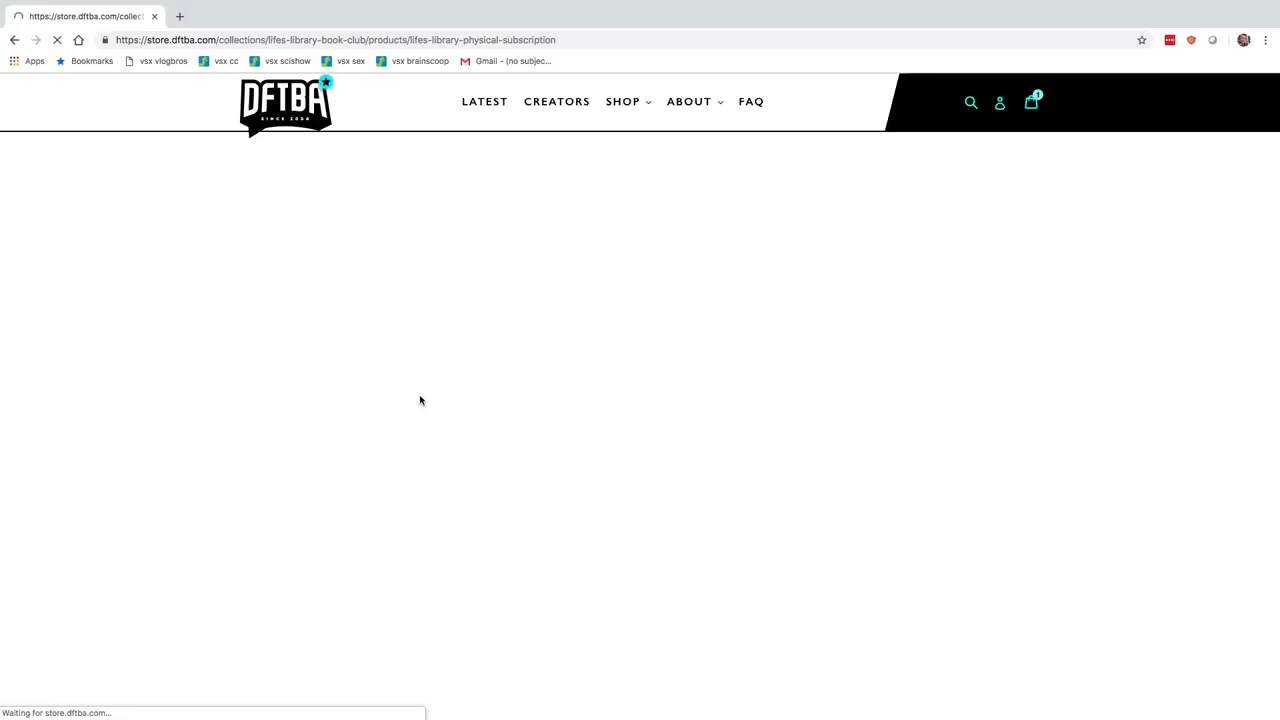 https://store.dftba.com/collect
https://store.dftba.com/collections/lifes-library-book-club/products/lifes-library-physical-subscription
Apps Bookmarks vsx vlogbros vsx cc vsx scishow vsx sex vsx brainscoop Gmail - (no subjec...
DFTBA
SINCE 2008
LATEST CREATORS SHOP ABOUT FAQ
1
Waiting for store.dftba.com...